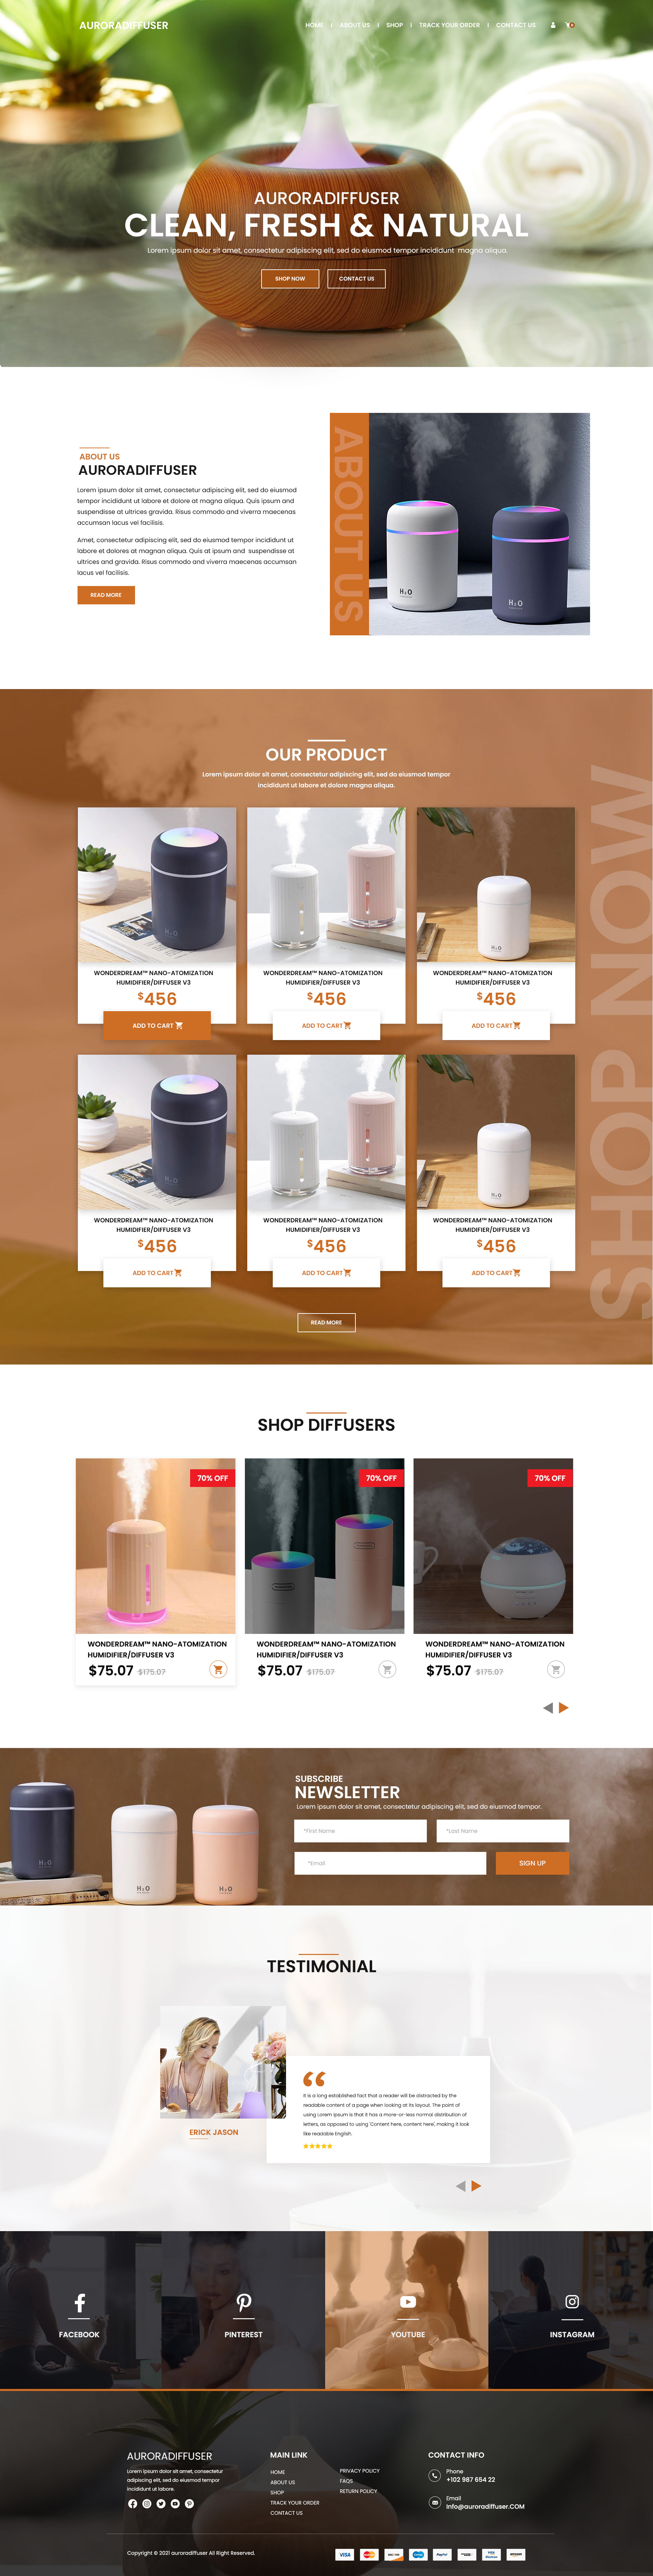 AURORADIFFUSER
HOME | ABOUT US | SHOP | TRACK YOUR ORDER | CONTACT US
AURORADIFFUSER
CLEAN, FRESH & NATURAL
Lorem ipsum dolor sit amet, consectetur adipiscing elit, sed do eiusmod tempor incididunt magna aliqua.
SHOP NOW
CONTACT US
ABOUT US
AURORADIFFUSER
Lorem ipsum dolor sit amet, consectetur adipiscing elit, sed do eiusmod
tempor incididunt ut labore et dolore at magna aliqua. Quis ipsum and
suspendisse at ultrices gravida. Risus commodo and viverra maecenas
accumsan lacus vel facilisis.
Amet, consectetur adipiscing elit, sed do eiusmod tempor incididunt ut
labore et dolores at magnan aliqua. Quis at ipsum and suspendisse at
ultrices and gravida. Risus commodo and viverra maecenas accumsan
lacus vel facilisis.
READ MORE
ABOUT US
H2O
H2O
OUR PRODUCT
Lorem ipsum dolor sit amet, consectetur adipiscing elit, sed do eiusmod tempor
incididunt ut labore et dolore magna aliqua.
SHOP NOW
H2O
H2O
WONDERDREAM™ NANO-ATOMIZATION
HUMIDIFIER/DIFFUSER V3
$456
ADD TO CART
WONDERDREAM™ NANO-ATOMIZATION
HUMIDIFIER/DIFFUSER V3
$456
ADD TO CART
WONDERDREAM™ NANO-ATOMIZATION
HUMIDIFIER/DIFFUSER V3
$456
ADD TO CART
H2O
H2O
WONDERDREAM™ NANO-ATOMIZATION
HUMIDIFIER/DIFFUSER V3
$456
ADD TO CART
WONDERDREAM™ NANO-ATOMIZATION
HUMIDIFIER/DIFFUSER V3
$456
ADD TO CART
WONDERDREAM™ NANO-ATOMIZATION
HUMIDIFIER/DIFFUSER V3
$456
ADD TO CART
READ MORE
SHOP DIFFUSERS
70% OFF
70% OFF
70% OFF
WONDERDREAM™ NANO-ATOMIZATION
HUMIDIFIER/DIFFUSER V3
$75.07 $175.07
WONDERDREAM™ NANO-ATOMIZATION
HUMIDIFIER/DIFFUSER V3
$75.07 $175.07
WONDERDREAM™ NANO-ATOMIZATION
HUMIDIFIER/DIFFUSER V3
$75.07 $175.07
H2O
H2O
H2O
SUBSCRIBE
NEWSLETTER
Lorem ipsum dolor sit amet, consectetur adipiscing elit, sed do eiusmod tempor.
*First Name
*Last Name
*Email
SIGN UP
TESTIMONIAL
It is a long established fact that a reader will be distracted by the
readable content of a page when looking at its layout. The point of
using Lorem Ipsum is that it has a more-or-less normal distribution of
letters, as opposed to using 'Content here, content here', making it look
like readable English.
ERICK JASON
FACEBOOK
PINTEREST
YOUTUBE
INSTAGRAM
AURORADIFFUSER
Lorem ipsum dolor sit amet, consectetur
adipiscing elit, sed do eiusmod tempor
incididunt ut labore.
MAIN LINK
HOME
ABOUT US
SHOP
TRACK YOUR ORDER
CONTACT US
PRIVACY POLICY
FAQS
RETURN POLICY
CONTACT INFO
Phone
+102 987 654 22
Email
Info@auroradiffuser.COM
Copyright © 2021 auroradiffuser All Right Reserved.
VISA
PayPal